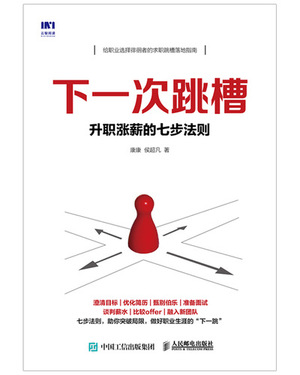 给职业选择徘徊者的求职跳槽落地指南
下一次跳槽
升职涨薪的七步法则
康康 侯超凡 著
澄清目标|优化简历|甄别伯乐|准备面试
谈判薪水|比较offer|融入新团队
七步法则，助你突破局限，做好职业生涯的“下一跳”
中国工信出版集团 人民邮电出版社